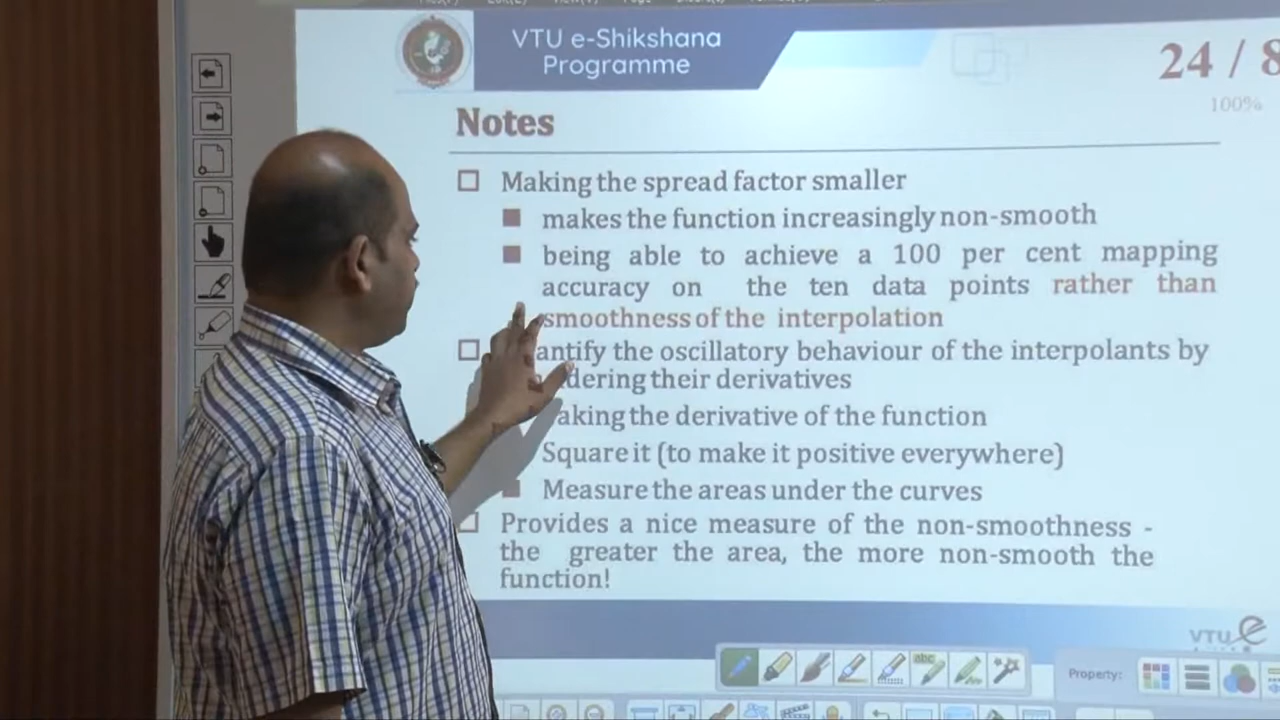 VTU e-Shikshana
Programme
24 / 8
100%
Notes
Making the spread factor smaller
makes the function increasingly non-smooth
being able to achieve a 100 per cent mapping
accuracy on the ten data points rather than
smoothness of the interpolation
antify the oscillatory behaviour of the interpolants by
dering their derivatives
aking the derivative of the function
Square it (to make it positive everywhere)
Measure the areas under the curves
Provides a nice measure of the non-smoothness -
the greater the area, the more non-smooth the
function!
VTU e
abc
Property: